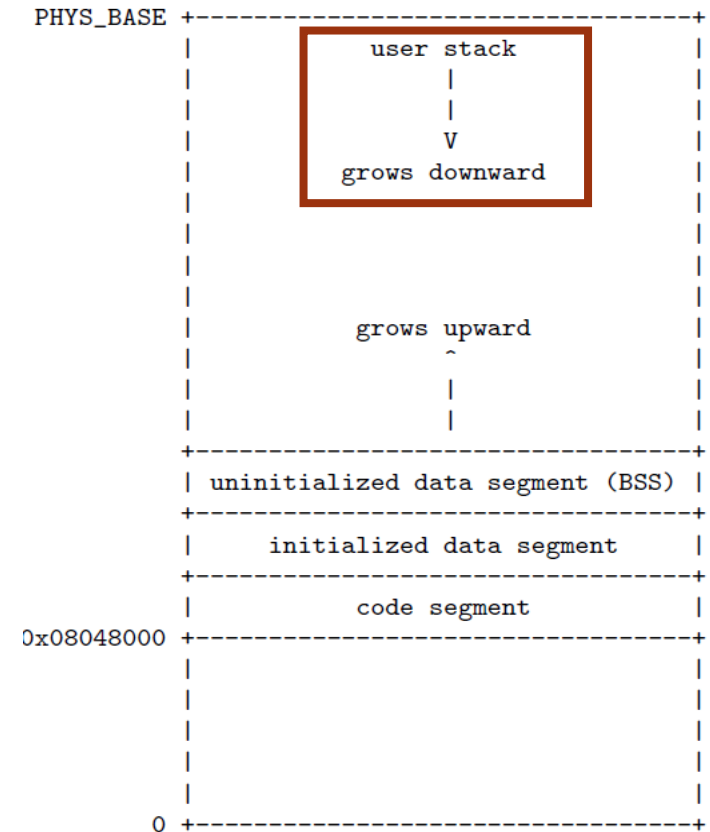 PHYS_BASE +----------------------------------+
| user stack |
| | |
| | |
| V |
| grows downward |
| |
| |
| |
| |
| grows upward |
| ^ |
| | |
| | |
+----------------------------------+
| uninitialized data segment (BSS) |
+----------------------------------+
| initialized data segment |
+----------------------------------+
| code segment |
0x08048000 +----------------------------------+
| |
| |
| |
| |
| |
0 +----------------------------------+